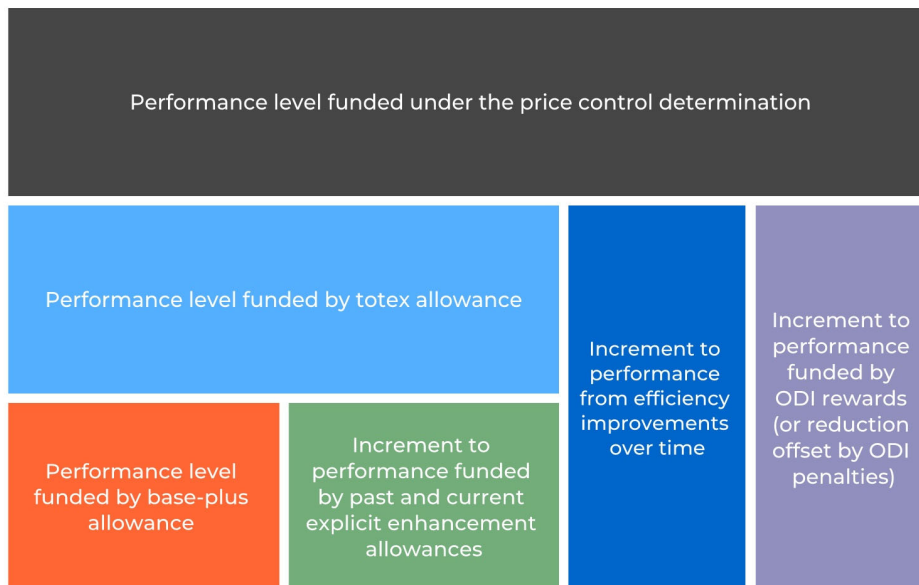 Performance level funded under the price control determination
Performance level funded by totex allowance
Increment to
performance
from efficiency
improvements
over time
Increment to
performance
funded by
ODI rewards
(or reduction
offset by ODI
penalties)
Performance level
funded by base-plus
allowance
Increment to
performance funded
by past and current
explicit enhancement
allowances